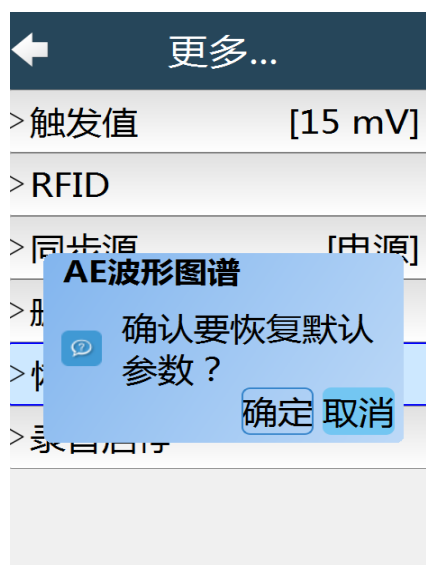 更多...
>触发值 [15 mV]
>RFID
>同步源 [电源]
AE波形图谱
确认要恢复默认
参数？
确定 取消